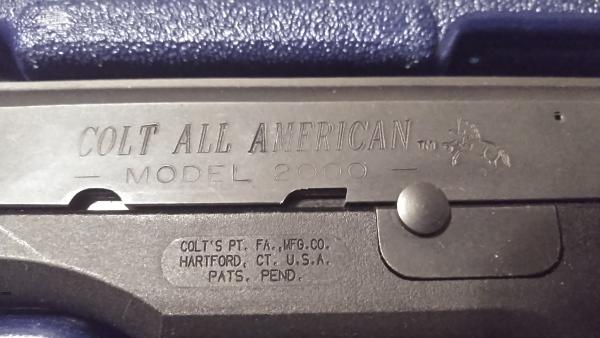 COLT ALL AMERICAN TM
— MODEL 2000 —
COLT'S PT. FA., MFG. CO.
HARTFORD, CT. U.S.A.
PATS. PEND.